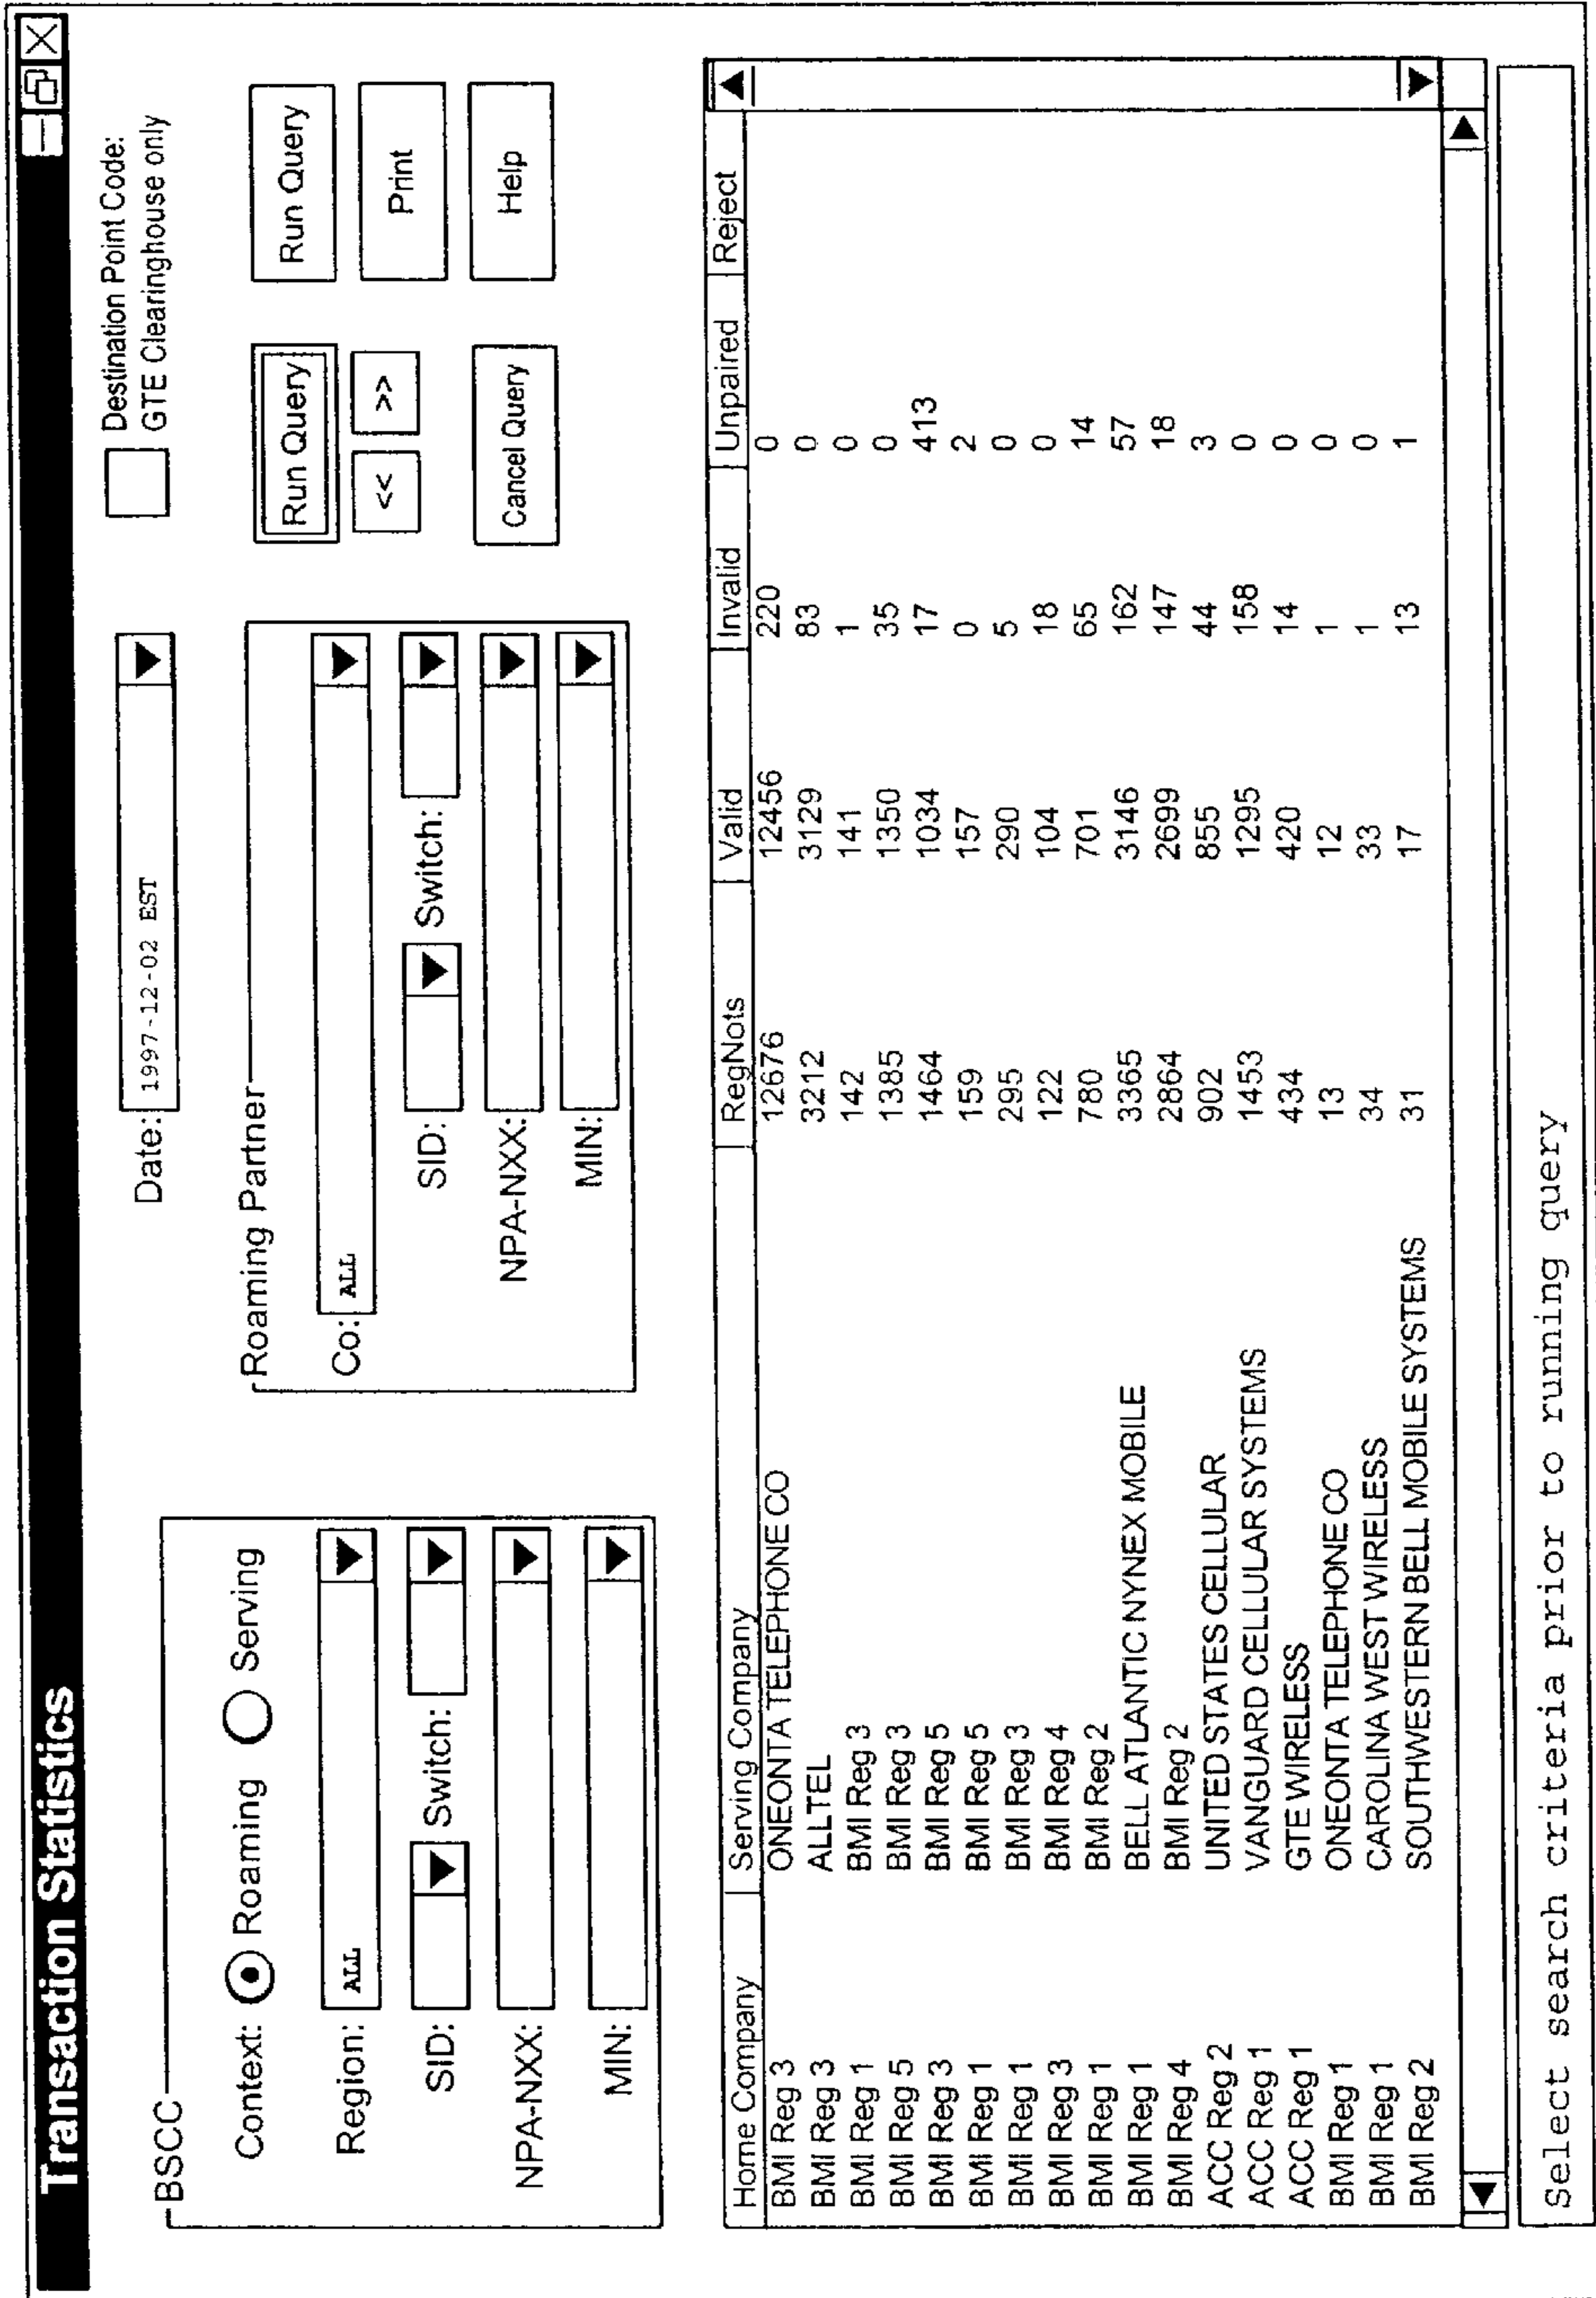 Transaction Statistics
Date: 1997-12-02 EST
Destination Point Code:
GTE Clearinghouse only
BSCC
Context: Roaming Serving
Region: ALL
SID: Switch:
NPA-NXX:
MIN:
Roaming Partner
Co: ALL
SID: Switch:
NPA-NXX:
MIN:
Run Query Run Query
<< >> Print
Cancel Query Help
Home Company Serving Company RegNots Valid Invalid Unpaired Reject
BMI Reg 3 ONEONTA TELEPHONE CO 12676 12456 220 0
BMI Reg 3 ALLTEL 3212 3129 83 0
BMI Reg 1 BMI Reg 3 142 141 1 0
BMI Reg 5 BMI Reg 3 1385 1350 35 0
BMI Reg 3 BMI Reg 5 1464 1034 17 413
BMI Reg 1 BMI Reg 5 159 157 0 2
BMI Reg 1 BMI Reg 3 295 290 5 0
BMI Reg 3 BMI Reg 4 122 104 18 0
BMI Reg 1 BMI Reg 2 780 701 65 14
BMI Reg 1 BELL ATLANTIC NYNEX MOBILE 3365 3146 162 57
BMI Reg 4 BMI Reg 2 2864 2699 147 18
ACC Reg 2 UNITED STATES CELLULAR 902 855 44 3
ACC Reg 1 VANGUARD CELLULAR SYSTEMS 1453 1295 158 0
ACC Reg 1 GTE WIRELESS 434 420 14 0
BMI Reg 1 ONEONTA TELEPHONE CO 13 12 1 0
BMI Reg 1 CAROLINA WEST WIRELESS 34 33 1 0
BMI Reg 2 SOUTHWESTERN BELL MOBILE SYSTEMS 31 17 13 1
Select search criteria prior to running query